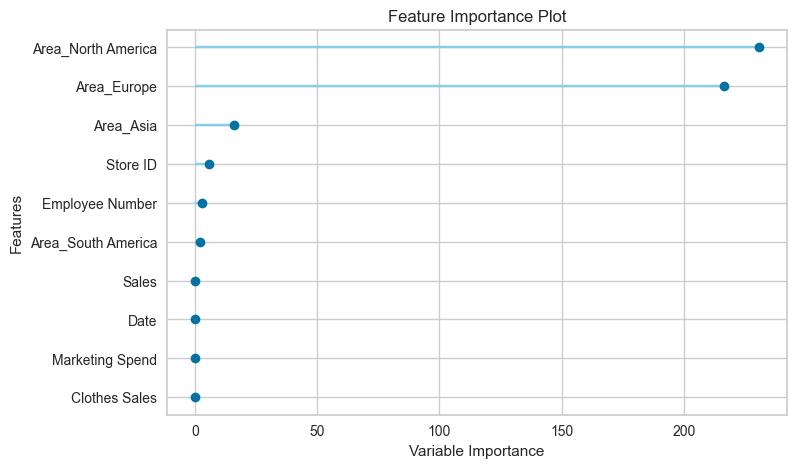 Feature Importance Plot
Area_North America
Area_Europe
Area_Asia
Store ID
Employee Number
Area_South America
Sales
Date
Marketing Spend
Clothes Sales
Features
0 50 100 150 200
Variable Importance